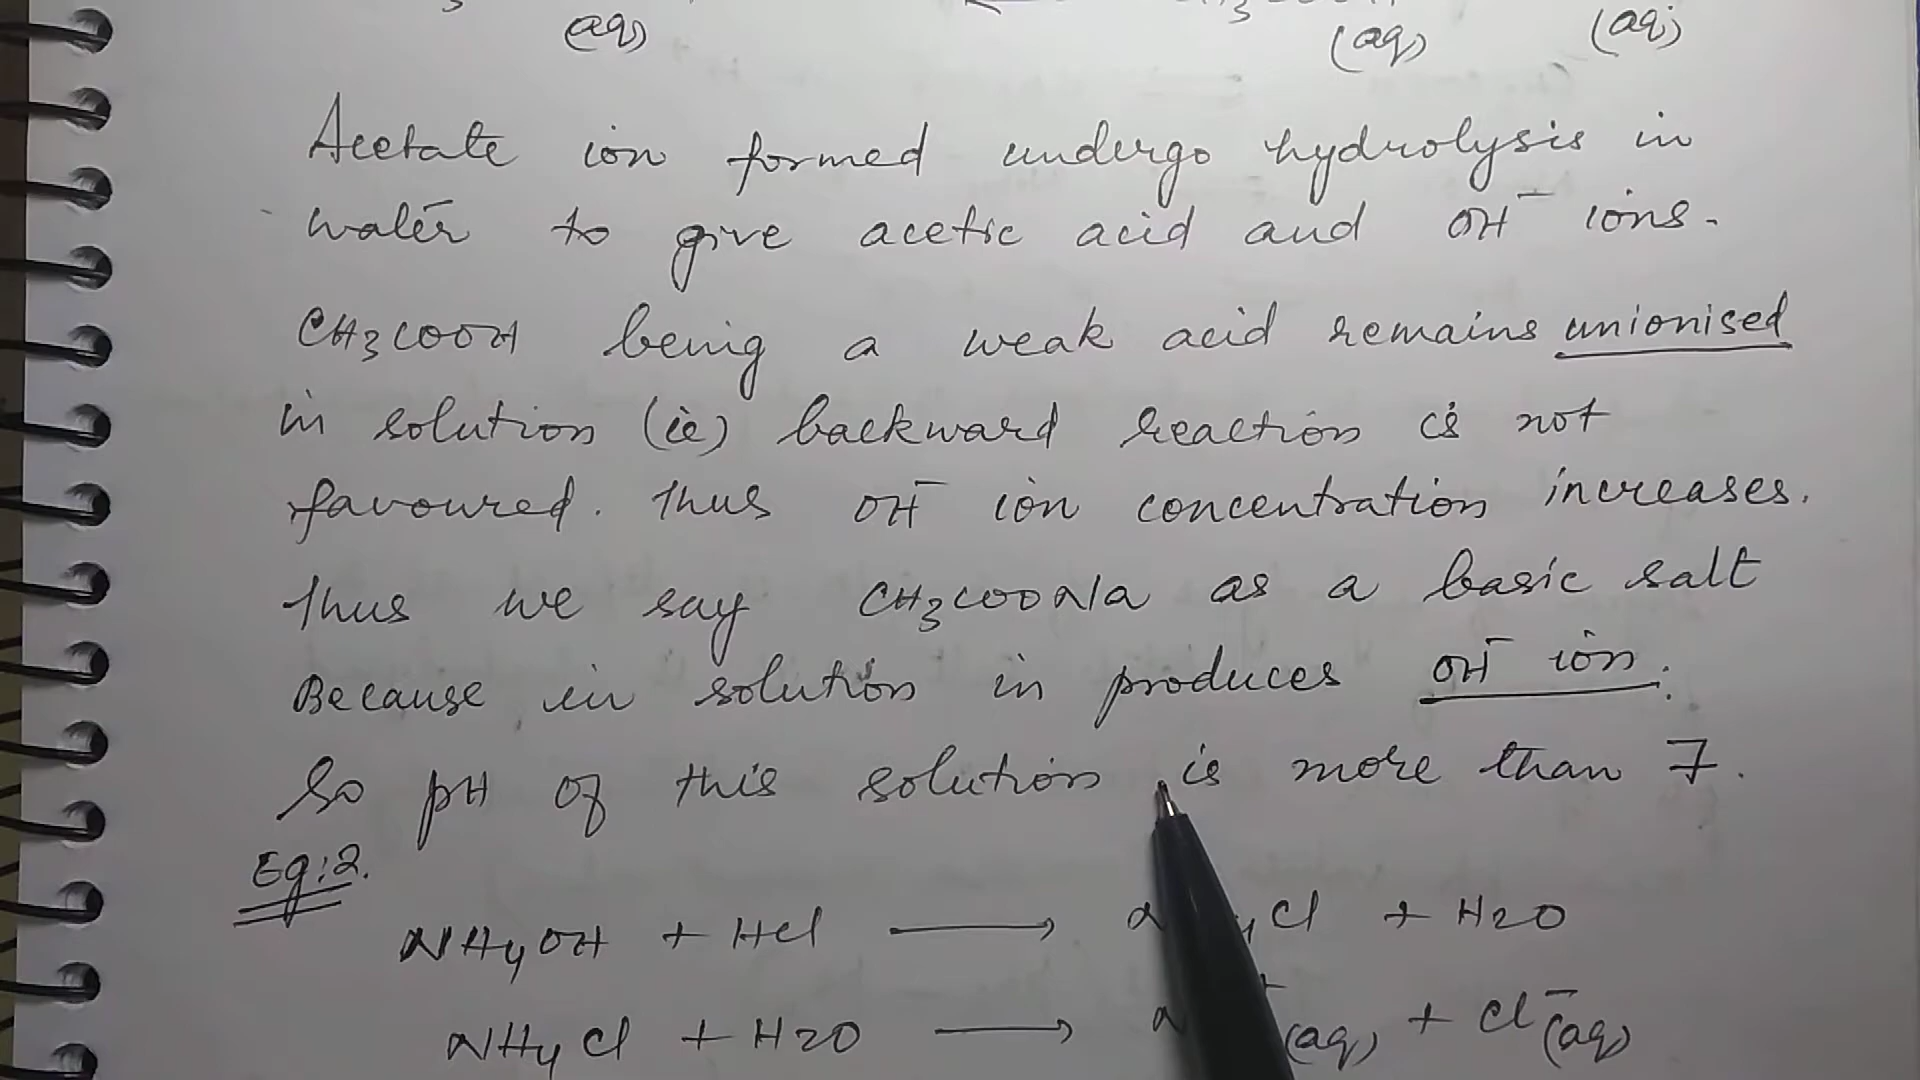 (aq) (aq) (aq)
Acetate ion formed undergo hydrolysis in
water to give acetic acid and OH⁻ ions.
CH3COOH being a weak acid remains unionised
in solution (ie) backward reaction is not
favoured. Thus OH⁻ ion concentration increases.
Thus we say CH3COONa as a basic salt
Because in solution in produces OH⁻ ion.
So pH of this solution is more than 7.
Eg:2.
NH4OH + HCl ⟶ Cl + H2O
NH4Cl + H2O ⟶ (aq) + Cl⁻(aq)